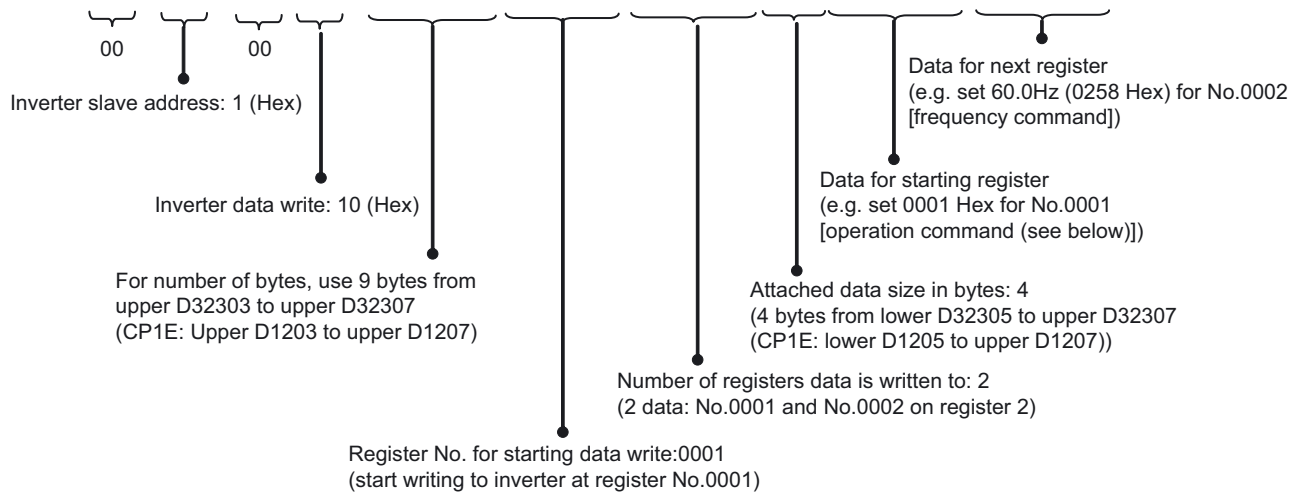 00
00
Inverter slave address: 1 (Hex)
Data for next register
(e.g. set 60.0Hz (0258 Hex) for No.0002
[frequency command])
Inverter data write: 10 (Hex)
Data for starting register
(e.g. set 0001 Hex for No.0001
[operation command (see below)])
For number of bytes, use 9 bytes from
upper D32303 to upper D32307
(CP1E: Upper D1203 to upper D1207)
Attached data size in bytes: 4
(4 bytes from lower D32305 to upper D32307
(CP1E: lower D1205 to upper D1207))
Number of registers data is written to: 2
(2 data: No.0001 and No.0002 on register 2)
Register No. for starting data write:0001
(start writing to inverter at register No.0001)